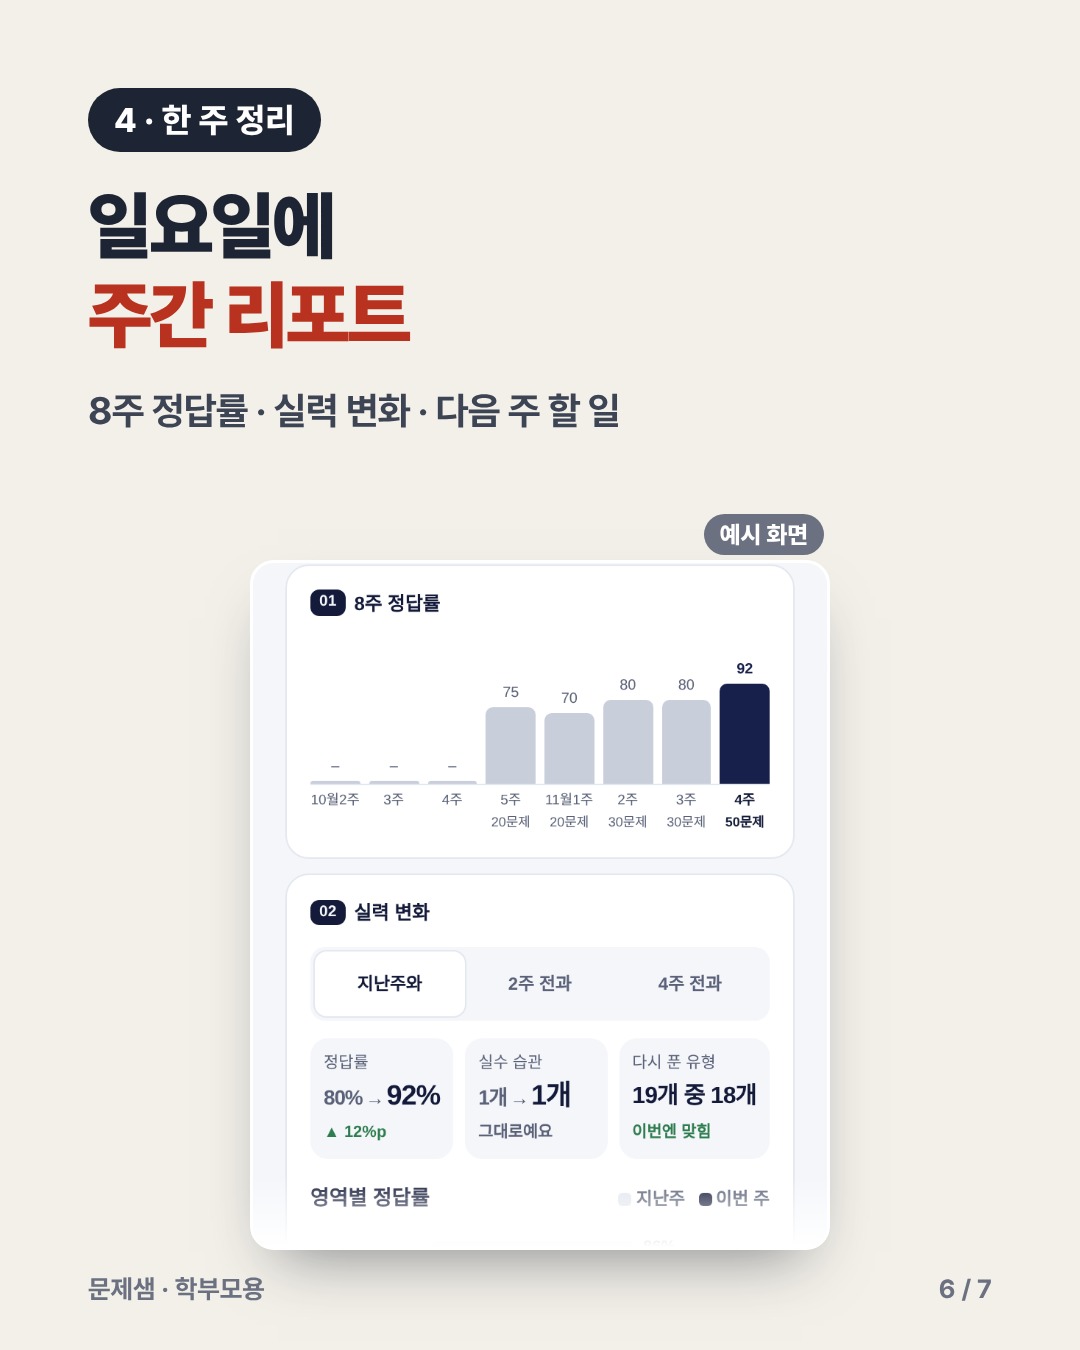 4 · 한 주 정리
일요일에
주간 리포트
8주 정답률 · 실력 변화 · 다음 주 할 일
예시 화면
01 8주 정답률
– – – 75 70 80 80 92
10월2주 3주 4주 5주 11월1주 2주 3주 4주
20문제 20문제 30문제 30문제 50문제
02 실력 변화
지난주와 2주 전과 4주 전과
정답률 실수 습관 다시 푼 유형
80% → 92% 1개 → 1개 19개 중 18개
▲ 12%p 그대로예요 이번엔 맞힘
영역별 정답률 지난주 이번 주
문제샘 · 학부모용 6 / 7